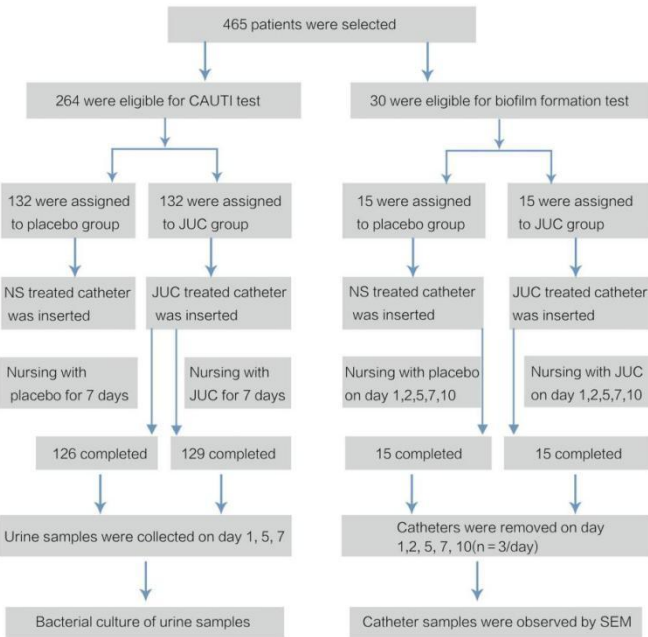 465 patients were selected
264 were eligible for CAUTI test
30 were eligible for biofilm formation test
132 were assigned
to placebo group
132 were assigned
to JUC group
15 were assigned
to placebo group
15 were assigned
to JUC group
NS treated catheter
was inserted
JUC treated catheter
was inserted
NS treated catheter
was inserted
JUC treated catheter
was inserted
Nursing with
placebo for 7 days
Nursing with
JUC for 7 days
Nursing with placebo
on day 1,2,5,7,10
Nursing with JUC
on day 1,2,5,7,10
126 completed
129 completed
15 completed
15 completed
Urine samples were collected on day 1, 5, 7
Catheters were removed on day
1,2, 5, 7, 10(n = 3/day)
Bacterial culture of urine samples
Catheter samples were observed by SEM